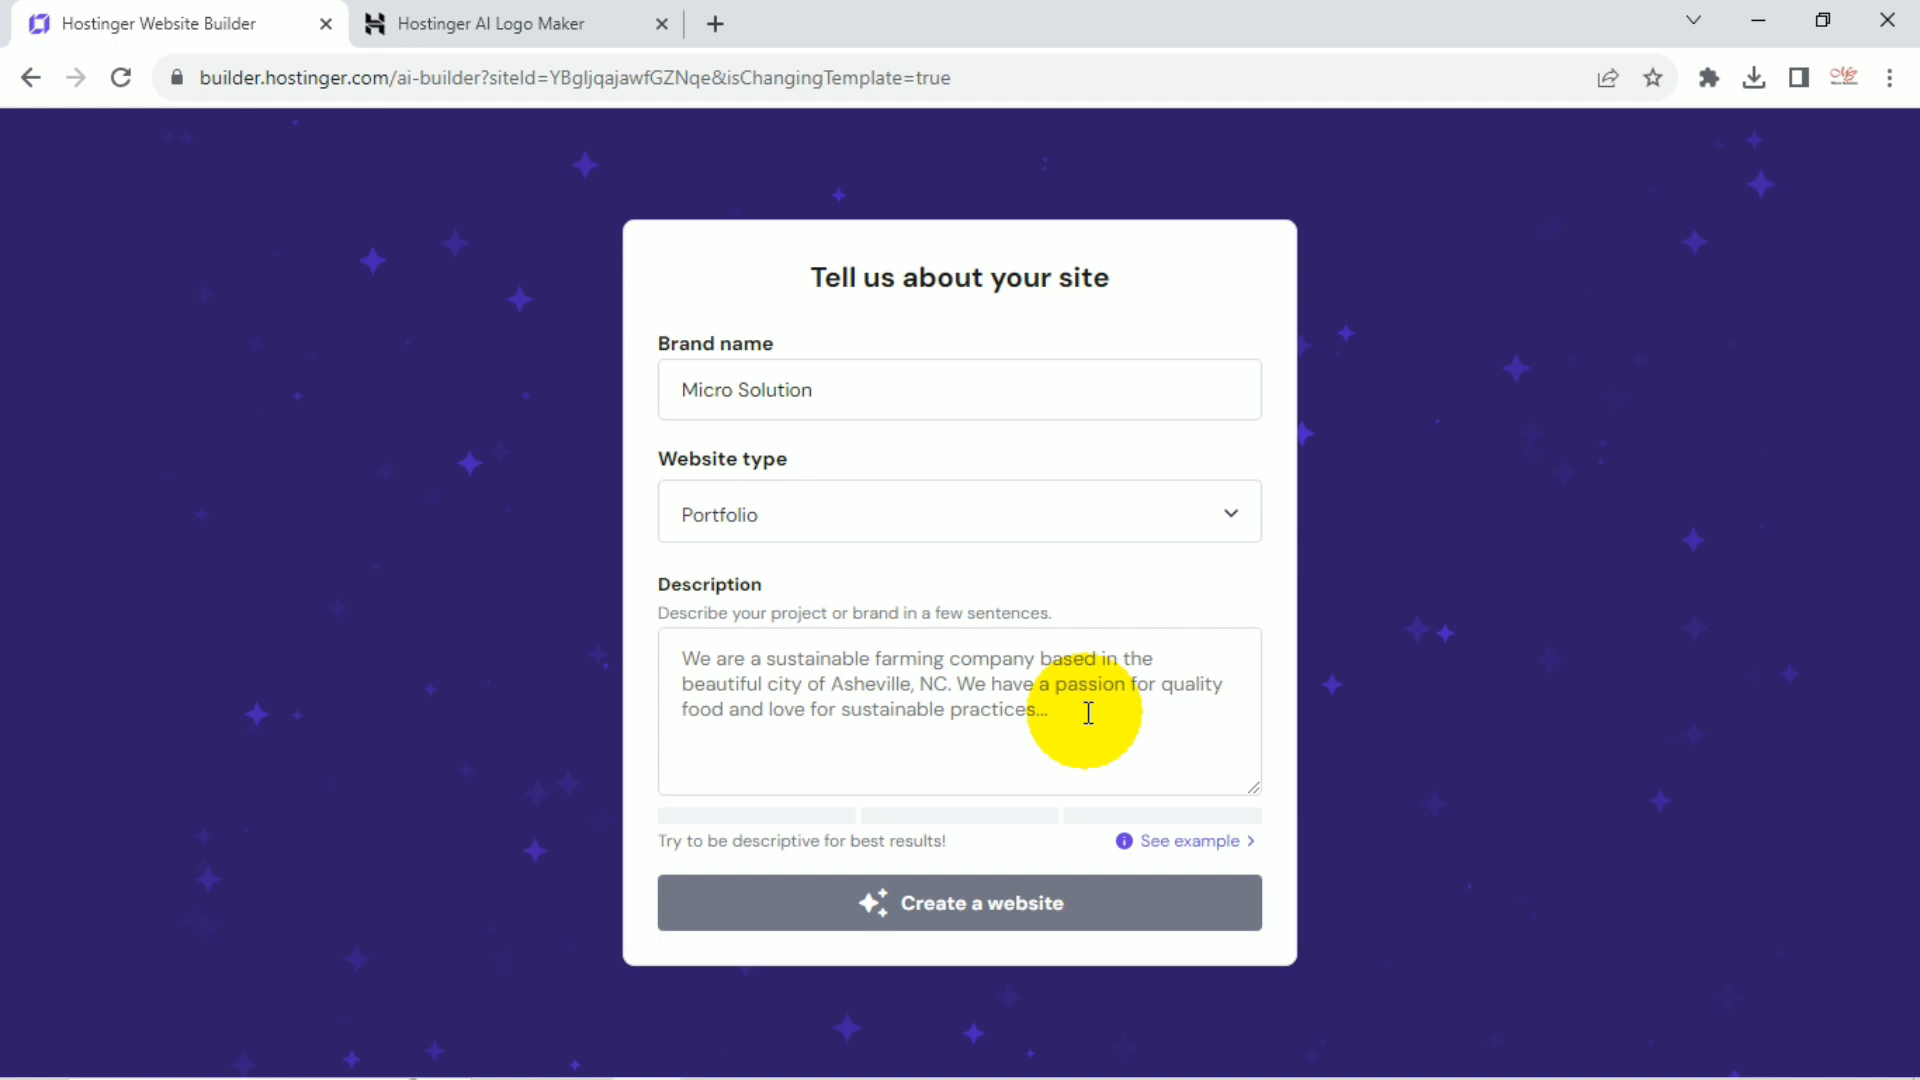 Hostinger Website Builder
Hostinger AI Logo Maker
builder.hostinger.com/ai-builder?siteId=YBgljqajawfGZNqe&isChangingTemplate=true
Tell us about your site
Brand name
Micro Solution
Website type
Portfolio
Description
Describe your project or brand in a few sentences.
We are a sustainable farming company based in the
beautiful city of Asheville, NC. We have a passion for quality
food and love for sustainable practices...
Try to be descriptive for best results!
See example
Create a website